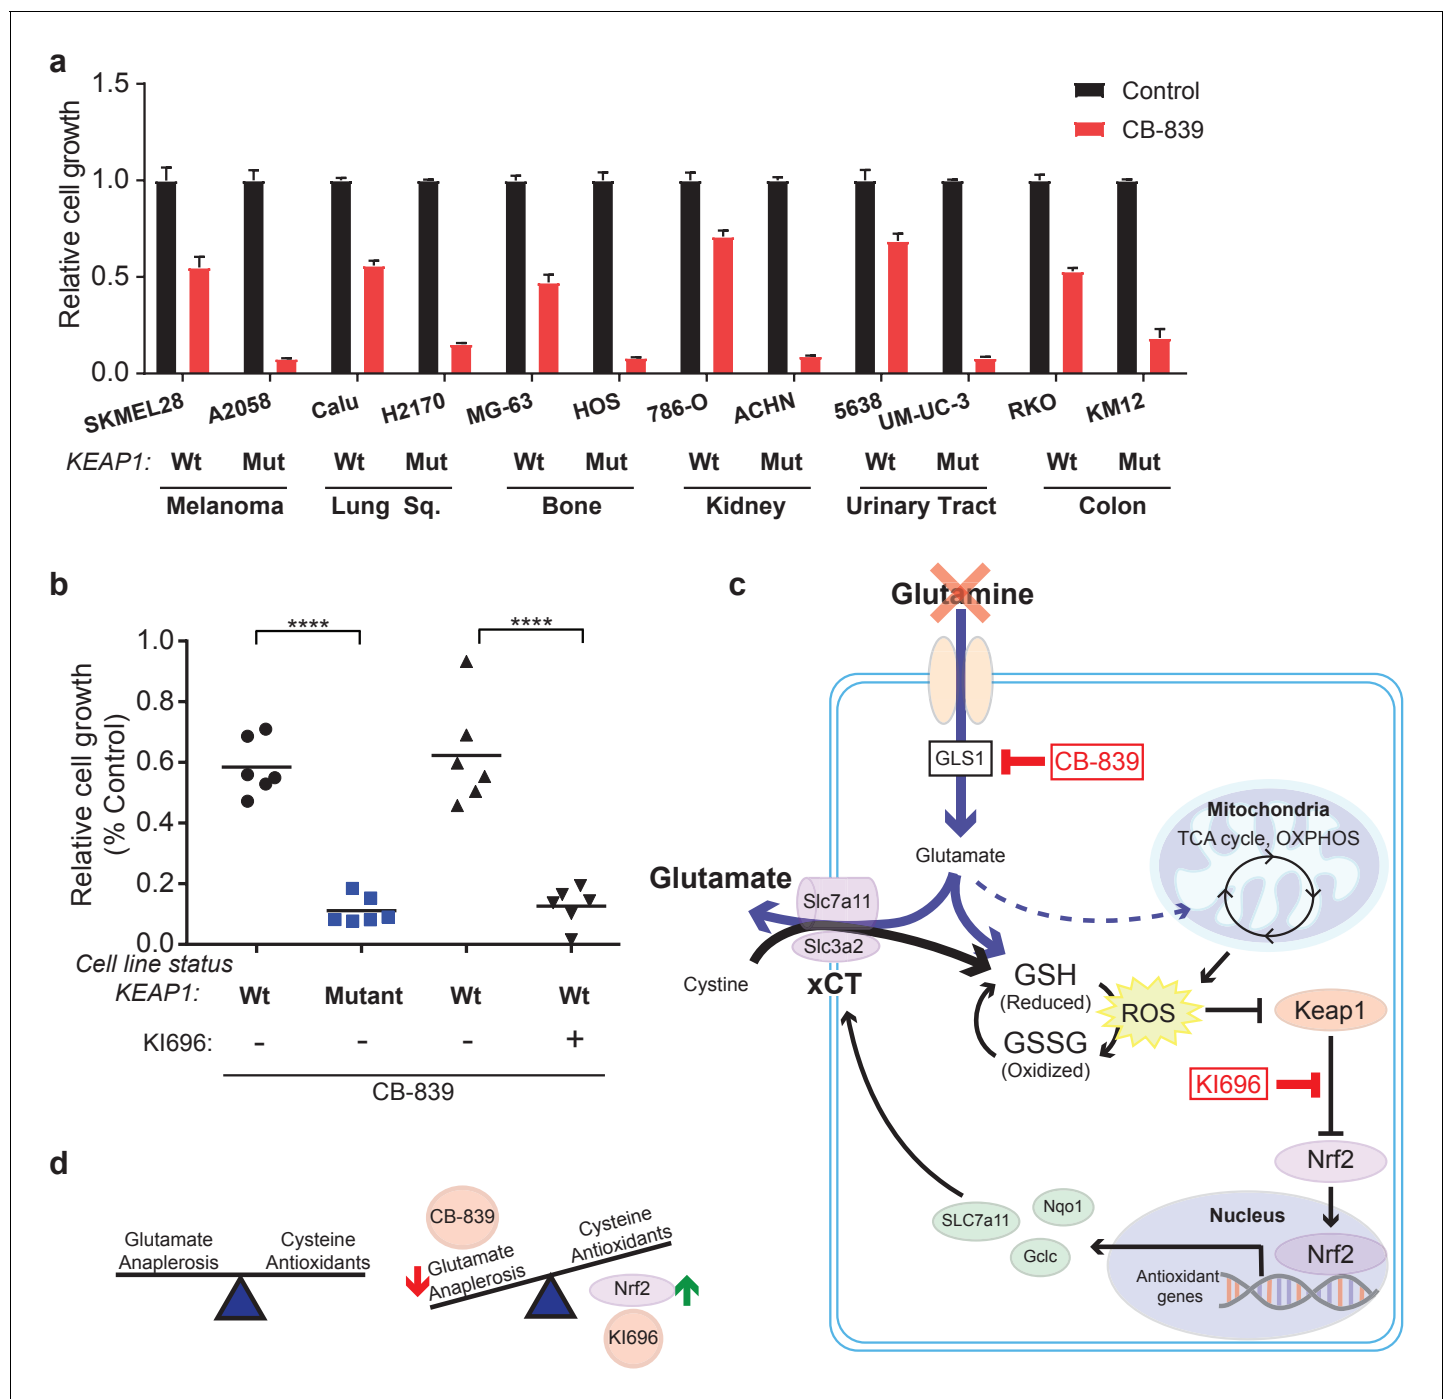 a
1.5
1.0
0.5
0.0
Relative cell growth
Control
CB-839
SKMEL28 A2058 Calu H2170 MG-63 HOS 786-O ACHN 5638 UM-UC-3 RKO KM12
KEAP1: Wt Mut Wt Mut Wt Mut Wt Mut Wt Mut Wt Mut
Melanoma Lung Sq. Bone Kidney Urinary Tract Colon
b
1.0
0.8
0.6
0.4
0.2
0.0
Relative cell growth
(% Control)
**** ****
Cell line status
KEAP1: Wt Mutant Wt Wt
KI696: - - - +
CB-839
c
Glutamine
GLS1
CB-839
Glutamate
Mitochondria
TCA cycle, OXPHOS
Glutamate
Slc7a11
Slc3a2
xCT
Cystine
GSH
(Reduced)
GSSG
(Oxidized)
ROS
Keap1
KI696
Nrf2
Nucleus
Nrf2
Antioxidant
genes
SLC7a11
Nqo1
Gclc
d
Glutamate
Anaplerosis
Cysteine
Antioxidants
CB-839
Glutamate
Anaplerosis
Cysteine
Antioxidants
Nrf2
KI696